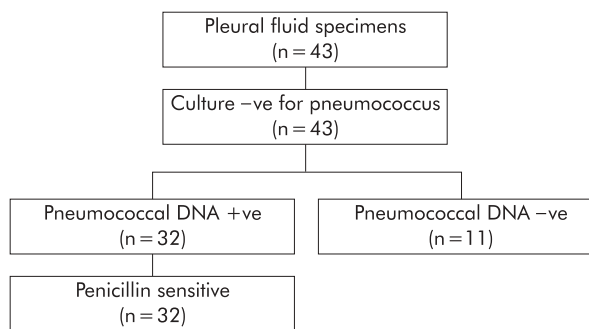 Pleural fluid specimens
(n = 43)
Culture –ve for pneumococcus
(n = 43)
Pneumococcal DNA +ve
(n = 32)
Pneumococcal DNA –ve
(n = 11)
Penicillin sensitive
(n = 32)